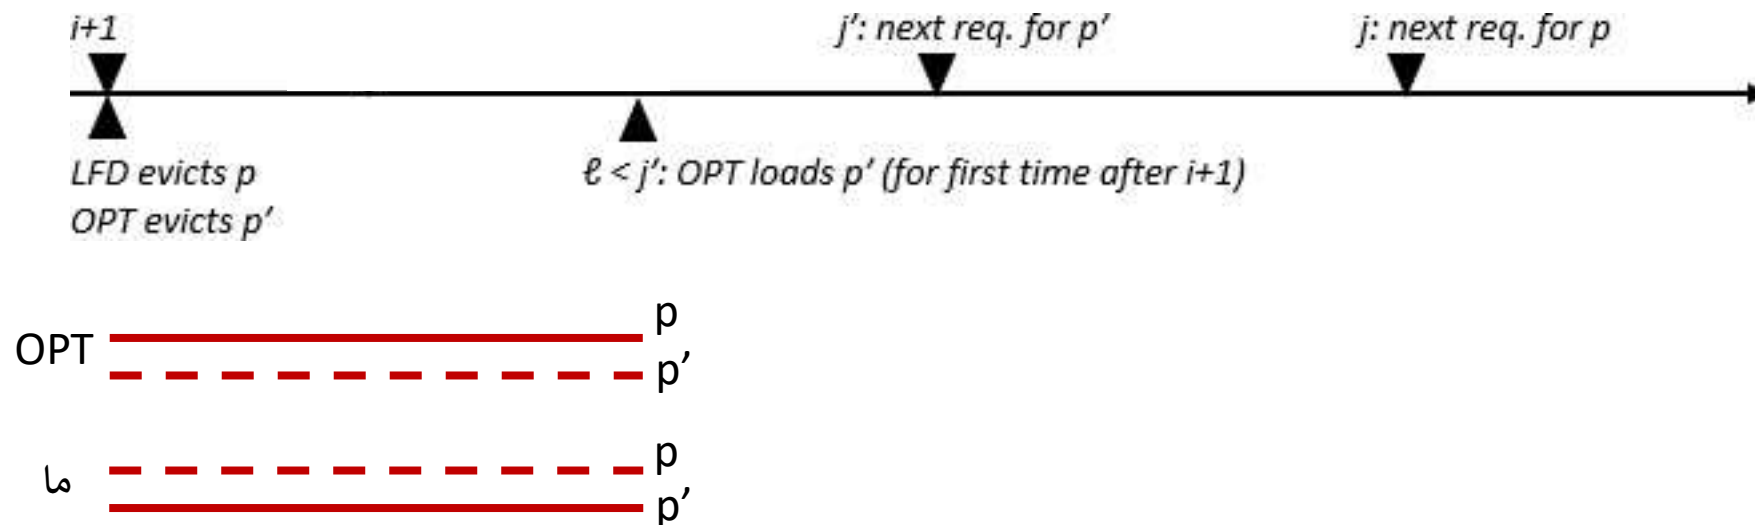 i+1
j': next req. for p'
j: next req. for p
LFD evicts p
OPT evicts p'
ℓ < j': OPT loads p' (for first time after i+1)
OPT
p
p'
ما
p
p'